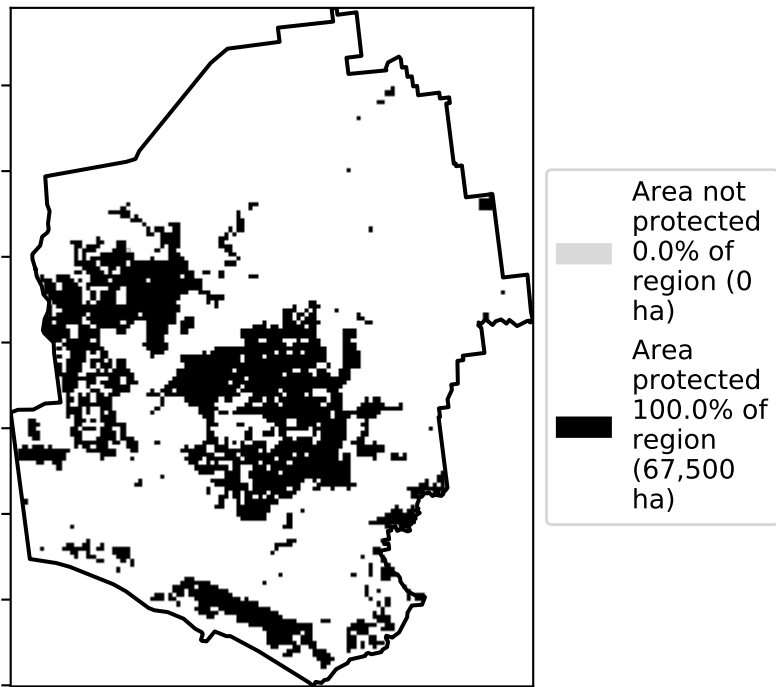 Area not
protected
0.0% of
region (0
ha)
Area
protected
100.0% of
region
(67,500
ha)